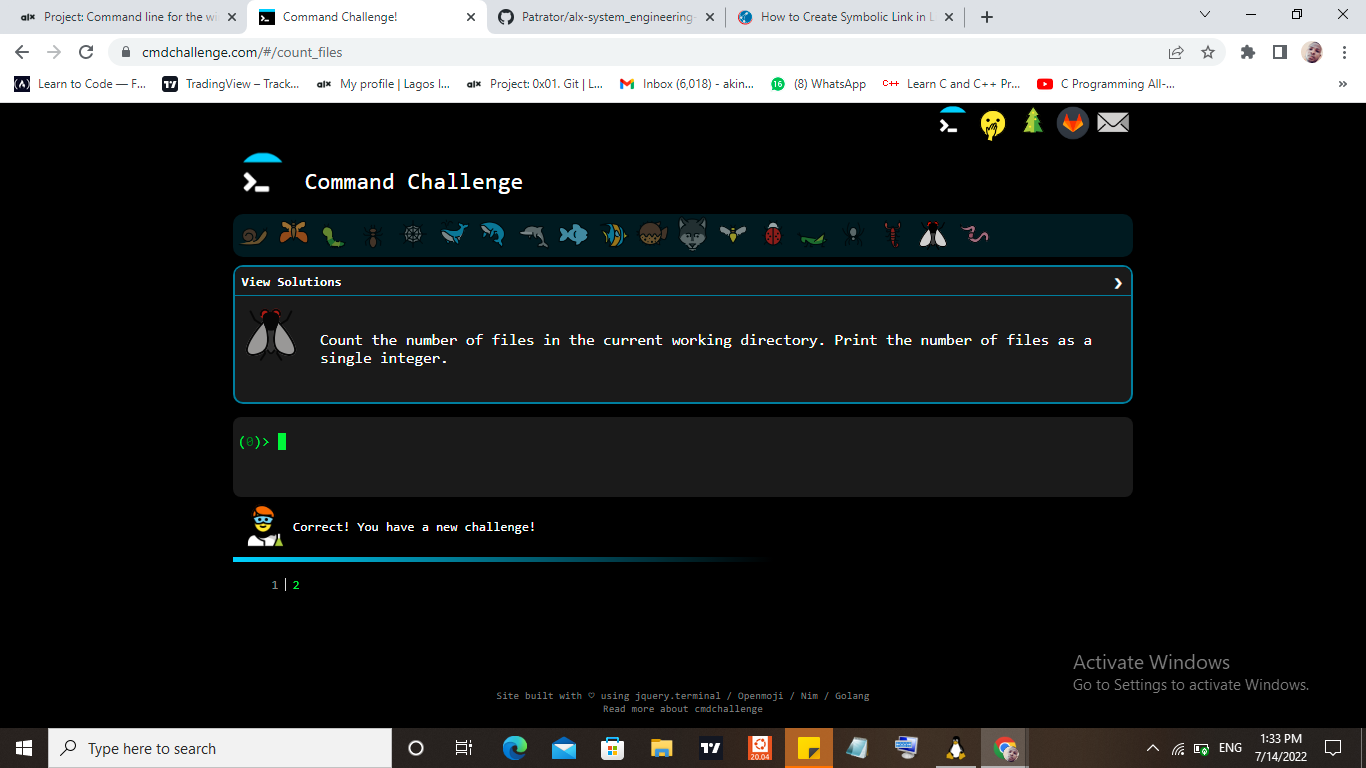 Project: Command line for the wi
Command Challenge!
Patrator/alx-system_engineering-
How to Create Symbolic Link in L
cmdchallenge.com/#/count_files
Learn to Code — F...
TradingView – Track...
alx My profile | Lagos I...
alx Project: 0x01. Git | L...
Inbox (6,018) - akin...
16 (8) WhatsApp
C++ Learn C and C++ Pr...
C Programming All-...
»
Command Challenge
View Solutions
Count the number of files in the current working directory. Print the number of files as a
single integer.
(0)>
Correct! You have a new challenge!
1 | 2
Activate Windows
Go to Settings to activate Windows.
Site built with ♡ using jquery.terminal / Openmoji / Nim / Golang
Read more about cmdchallenge
Type here to search
20.04
ENG
1:33 PM
7/14/2022